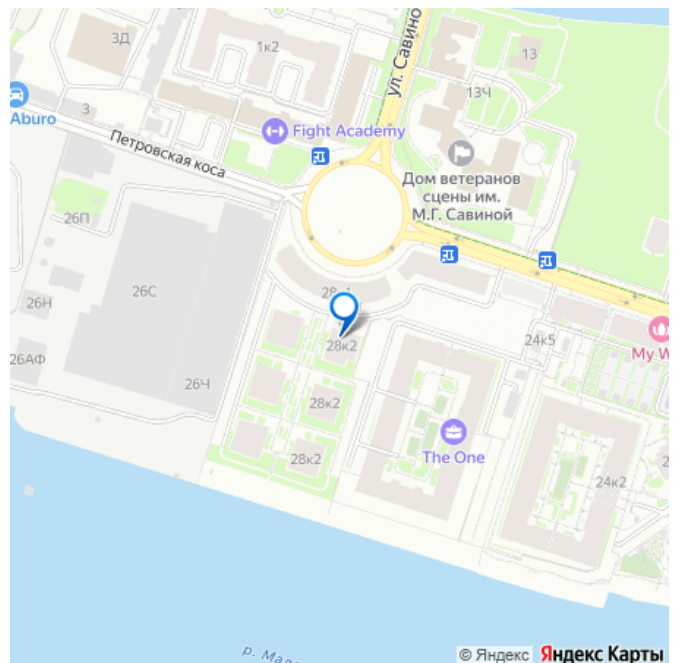 3Д
1к2
ул. Савино
13
13Ч
Aburo
3
Fight Academy
Петровская коса
Дом ветеранов
сцены им.
М.Г. Савиной
26П
26С
26Н
28к2
24к5
My W
26АФ
26Ч
28к2
The One
28к2
24к2
р. Мала
© Яндекс Яндекс Карты